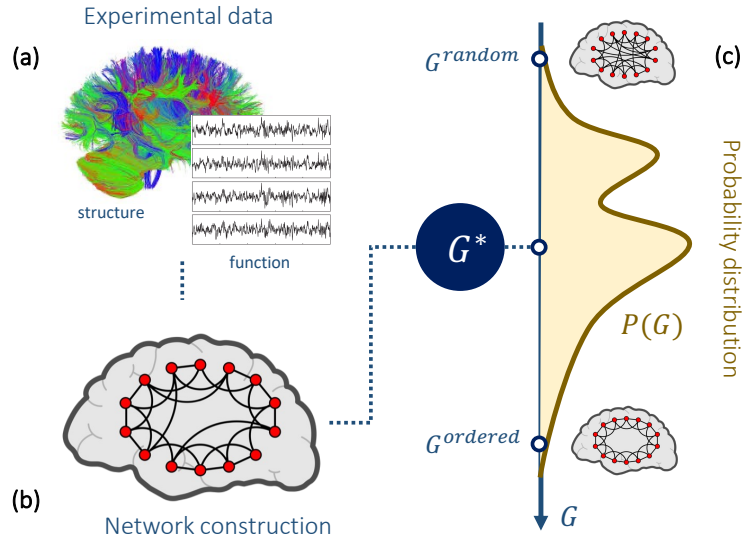 Experimental data
(a)
structure
function
(b)
Network construction
G*
(c)
G^random
Probability distribution
P(G)
G^ordered
G